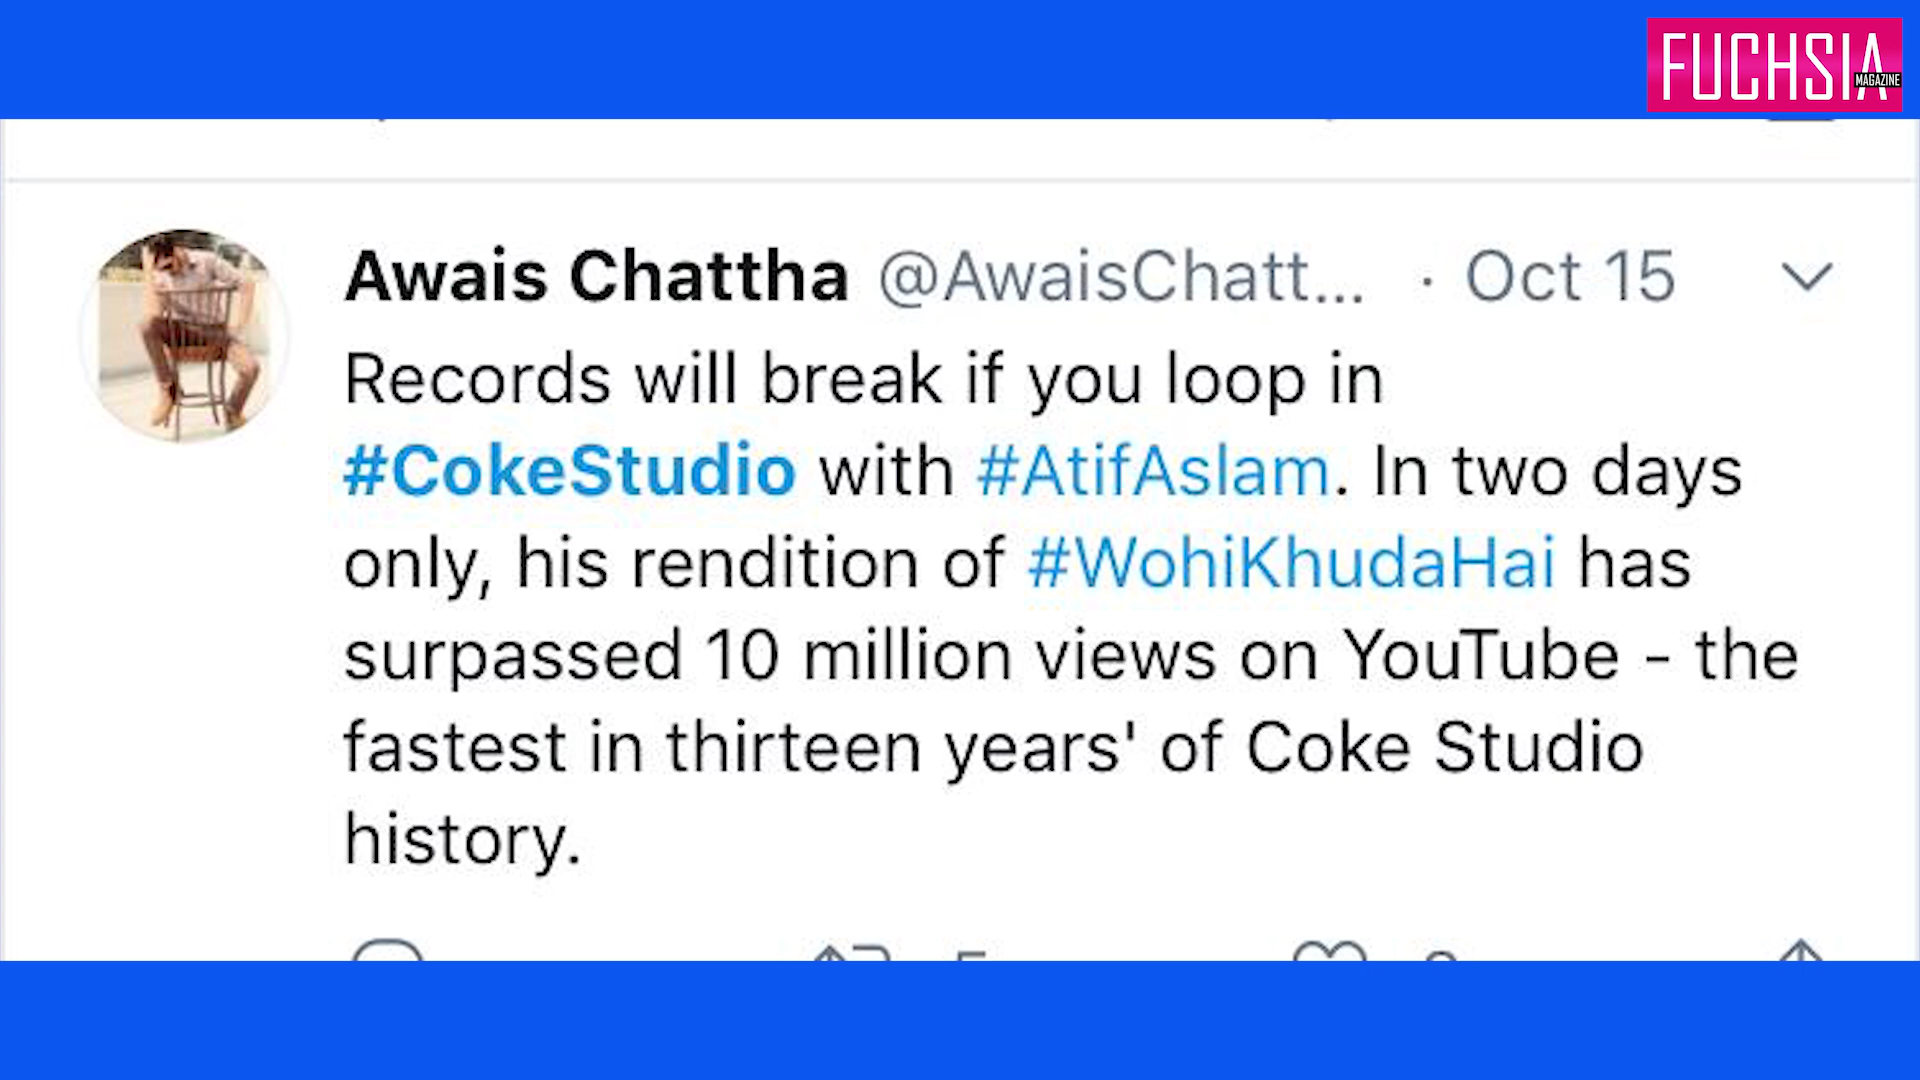 FUCHSIA
MAGAZINE
Awais Chattha @AwaisChatt... · Oct 15
Records will break if you loop in
#CokeStudio with #AtifAslam. In two days
only, his rendition of #WohiKhudaHai has
surpassed 10 million views on YouTube - the
fastest in thirteen years' of Coke Studio
history.